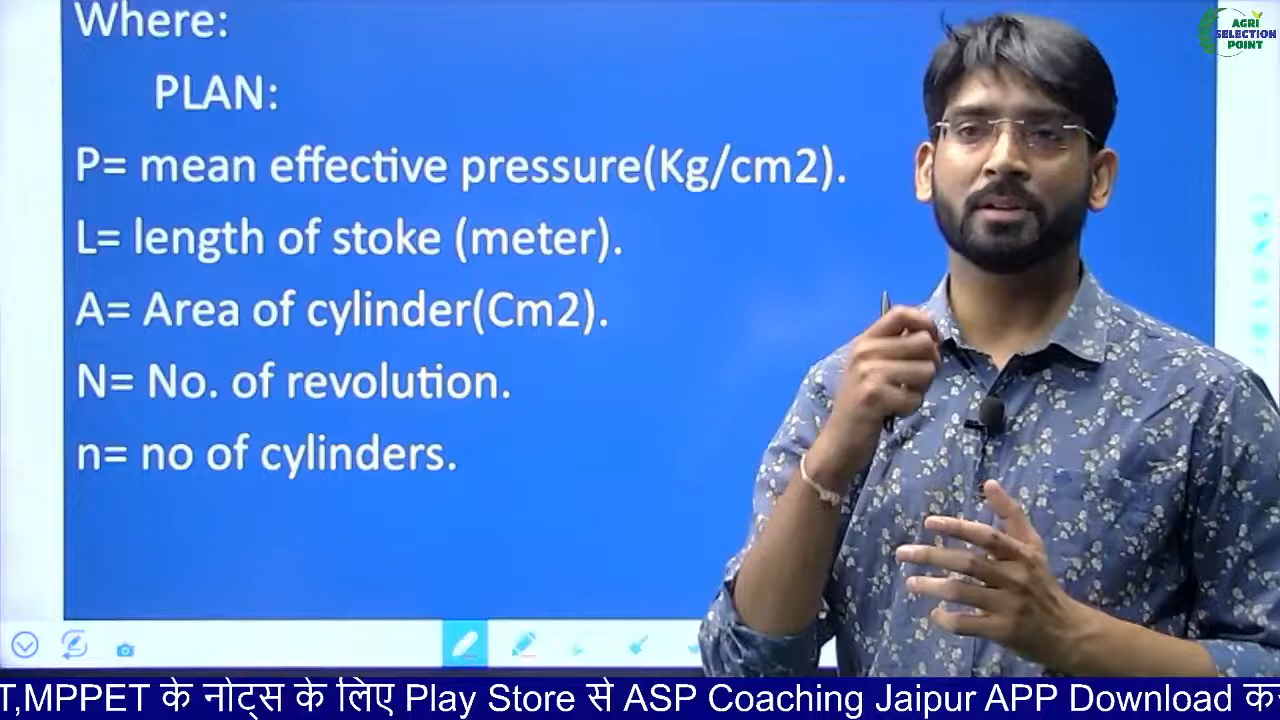 Where:
PLAN:
P= mean effective pressure(Kg/cm2).
L= length of stoke (meter).
A= Area of cylinder(Cm2).
N= No. of revolution.
n= no of cylinders.
AGRI
SELECTION
POINT
T,MPPET के नोट्स के लिए Play Store से ASP Coaching Jaipur APP Download क